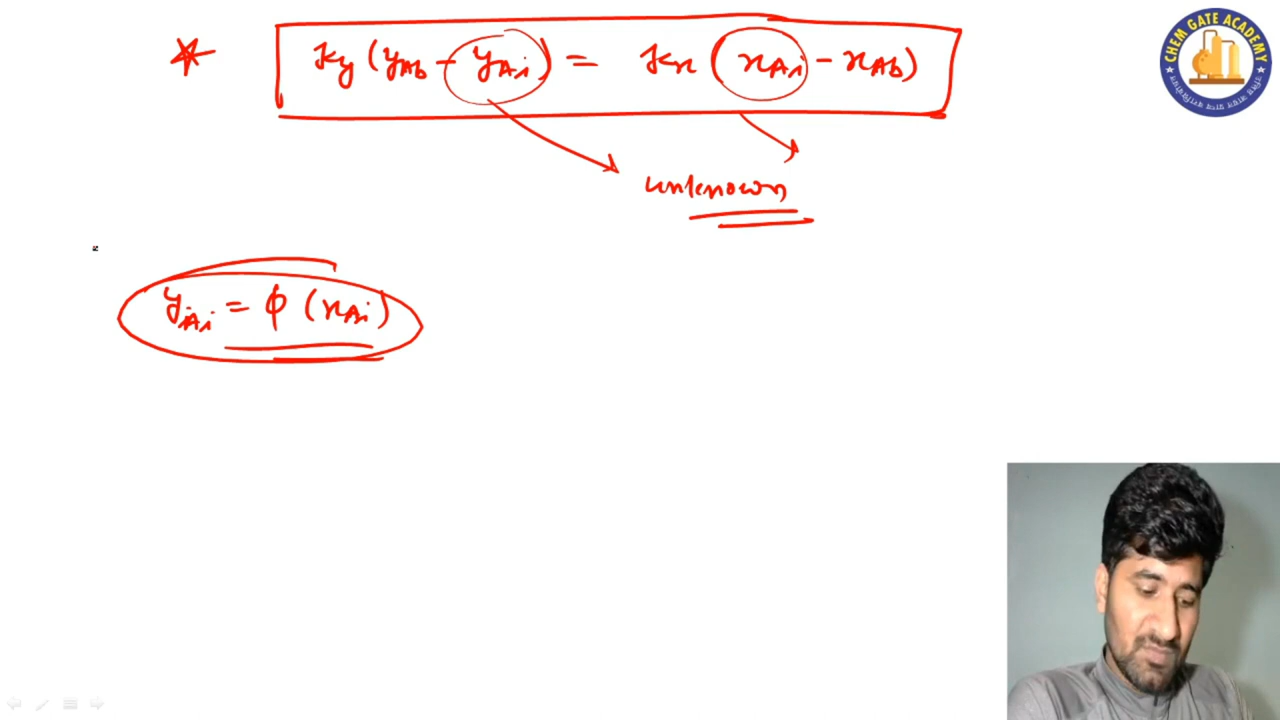 * ky (yAb - yAi) = kx (xAi - xAb)
unknown
yAi = φ (xAi)
CHEM GATE ACADEMY